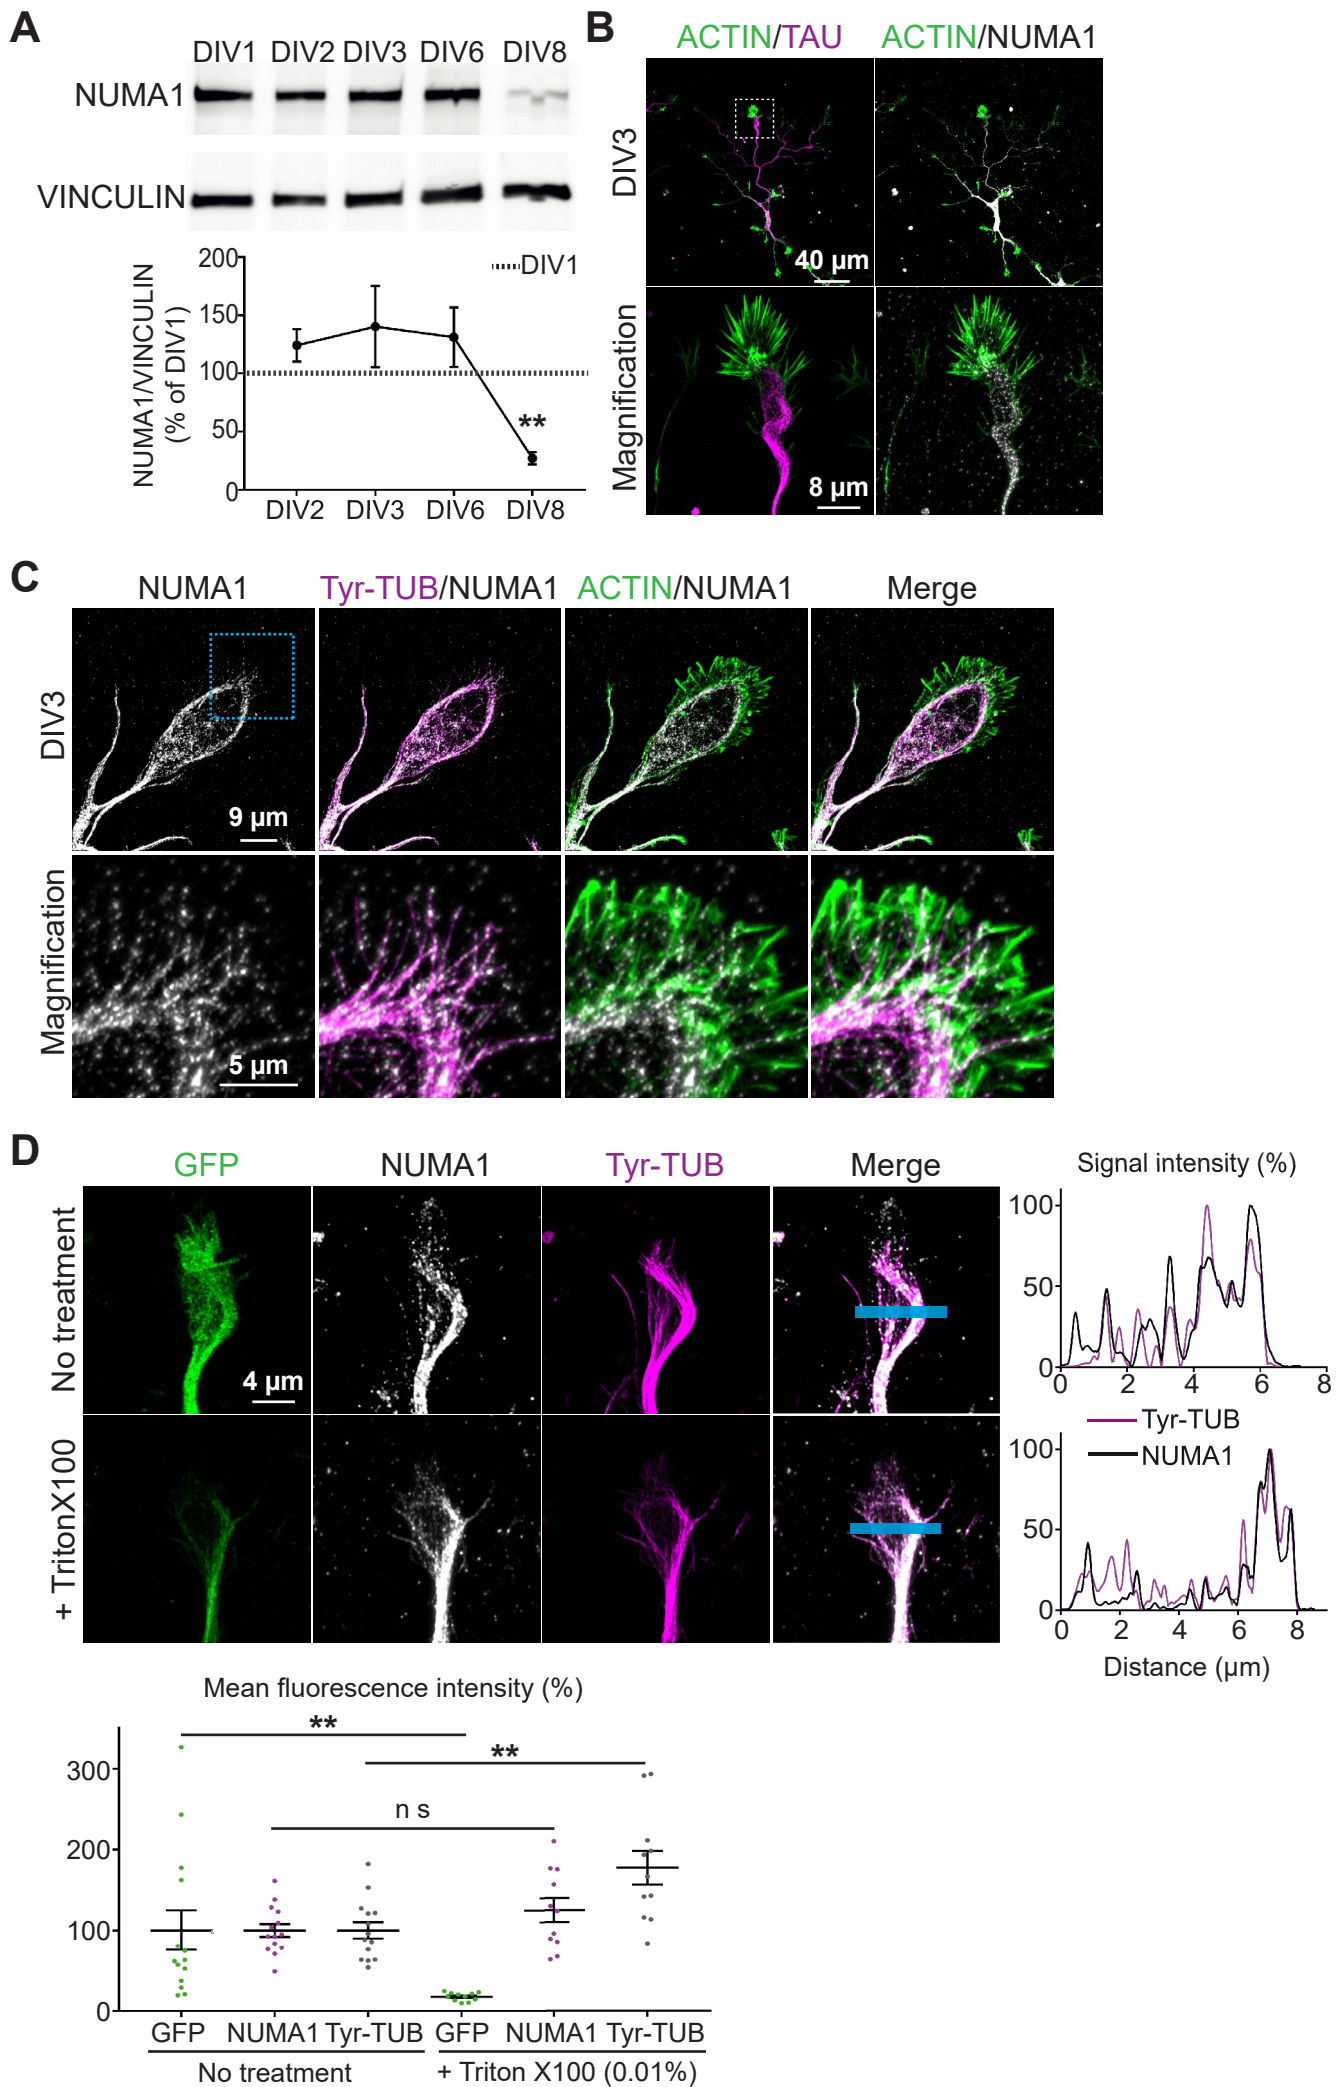 A
DIV1 DIV2 DIV3 DIV6 DIV8
NUMA1
VINCULIN
NUMA1/VINCULIN
(% of DIV1)
200
150
100
50
0
DIV1
**
DIV2 DIV3 DIV6 DIV8
B
ACTIN/TAU ACTIN/NUMA1
DIV3
40 µm
Magnification
8 µm
C
NUMA1 Tyr-TUB/NUMA1 ACTIN/NUMA1 Merge
DIV3
9 µm
Magnification
5 µm
D
GFP NUMA1 Tyr-TUB Merge
No treatment
4 µm
+ TritonX100
Signal intensity (%)
100
50
0
0 2 4 6 8
Tyr-TUB
NUMA1
100
50
0
0 2 4 6 8
Distance (µm)
Mean fluorescence intensity (%)
**
**
n s
300
200
100
0
GFP NUMA1 Tyr-TUB GFP NUMA1 Tyr-TUB
No treatment + Triton X100 (0.01%)